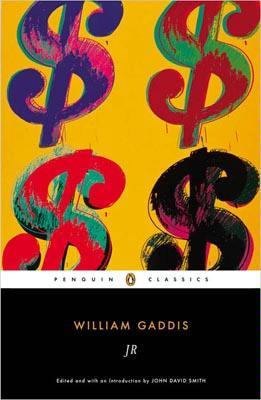 PENGUIN CLASSICS
WILLIAM GADDIS
JR
Edited and with an Introduction by JOHN DAVID SMITH